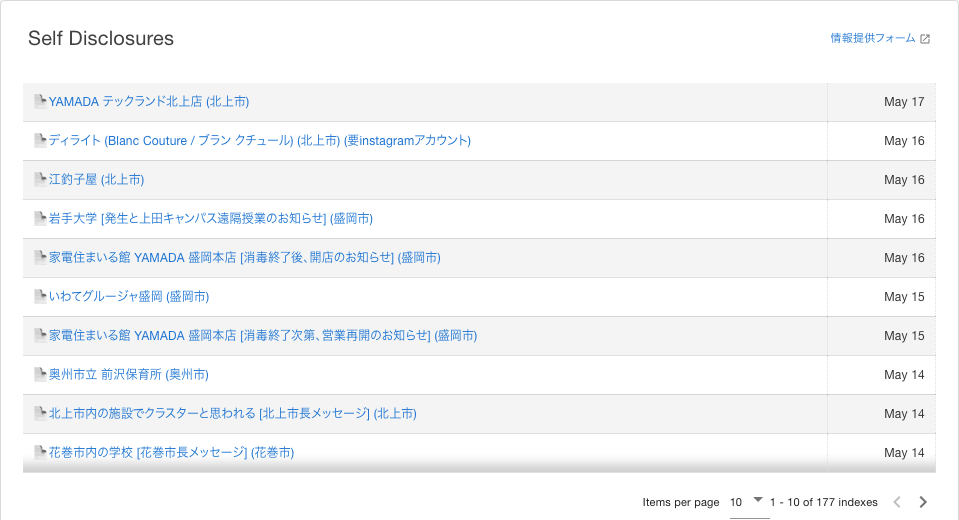 Self Disclosures
情報提供フォーム
YAMADA テックランド北上店 (北上市) May 17
ディライト (Blanc Couture / ブラン クチュール) (北上市) (要instagramアカウント) May 16
江釣子屋 (北上市) May 16
岩手大学 [発生と上田キャンパス遠隔授業のお知らせ] (盛岡市) May 16
家電住まいる館 YAMADA 盛岡本店 [消毒終了後、開店のお知らせ] (盛岡市) May 16
いわてグルージャ盛岡 (盛岡市) May 15
家電住まいる館 YAMADA 盛岡本店 [消毒終了次第、営業再開のお知らせ] (盛岡市) May 15
奥州市立 前沢保育所 (奥州市) May 14
北上市内の施設でクラスターと思われる [北上市長メッセージ] (北上市) May 14
花巻市内の学校 [花巻市長メッセージ] (花巻市) May 14
Items per page 10 1 - 10 of 177 indexes